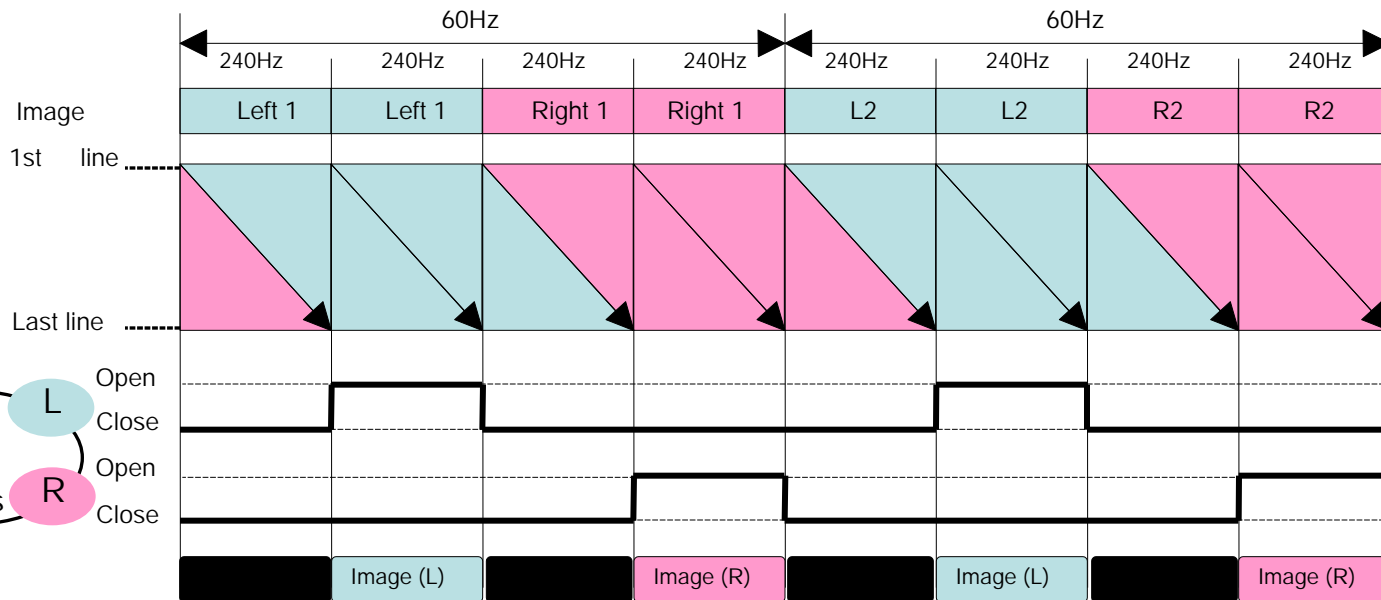 60Hz 60Hz
240Hz 240Hz 240Hz 240Hz 240Hz 240Hz 240Hz 240Hz
Image Left 1 Left 1 Right 1 Right 1 L2 L2 R2 R2
1st line
Last line
Open
L
Close
Open
R
s
Close
Image (L) Image (R) Image (L) Image (R)